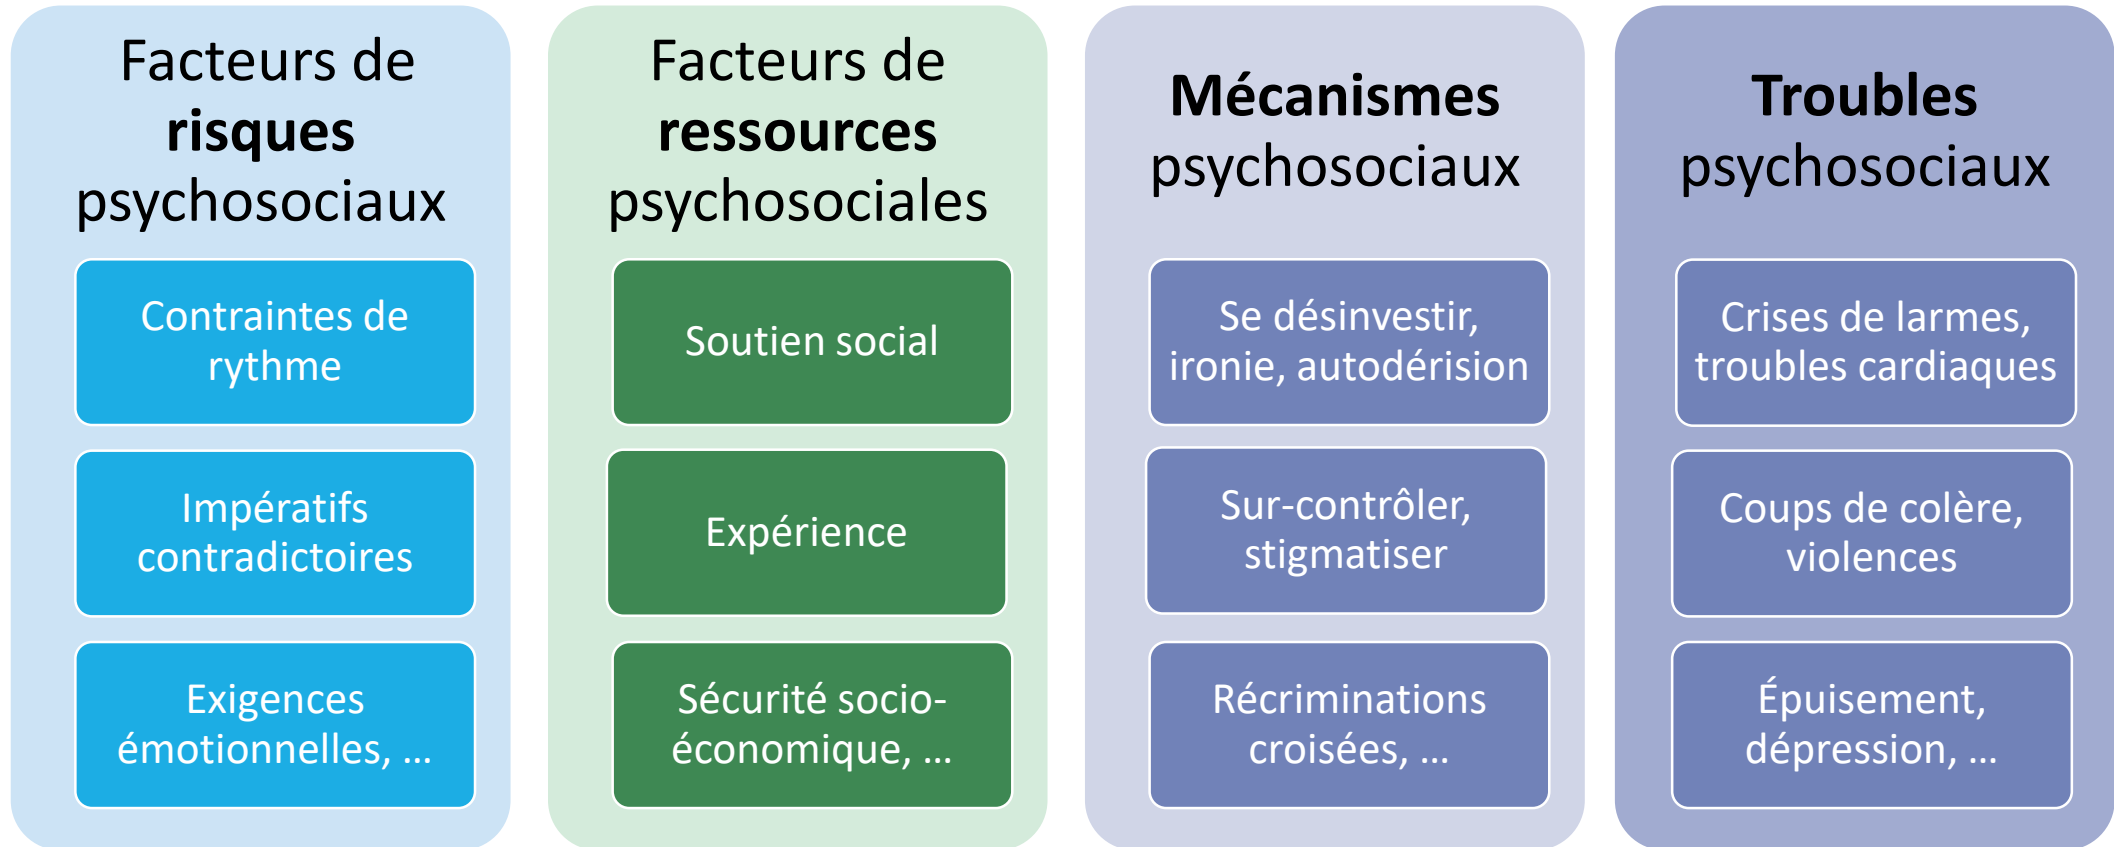 Facteurs de
risques
psychosociaux
Contraintes de
rythme
Impératifs
contradictoires
Exigences
émotionnelles, ...
Facteurs de
ressources
psychosociales
Soutien social
Expérience
Sécurité socio-
économique, ...
Mécanismes
psychosociaux
Se désinvestir,
ironie, autodérision
Sur-contrôler,
stigmatiser
Récriminations
croisées, ...
Troubles
psychosociaux
Crises de larmes,
troubles cardiaques
Coups de colère,
violences
Épuisement,
dépression, ...